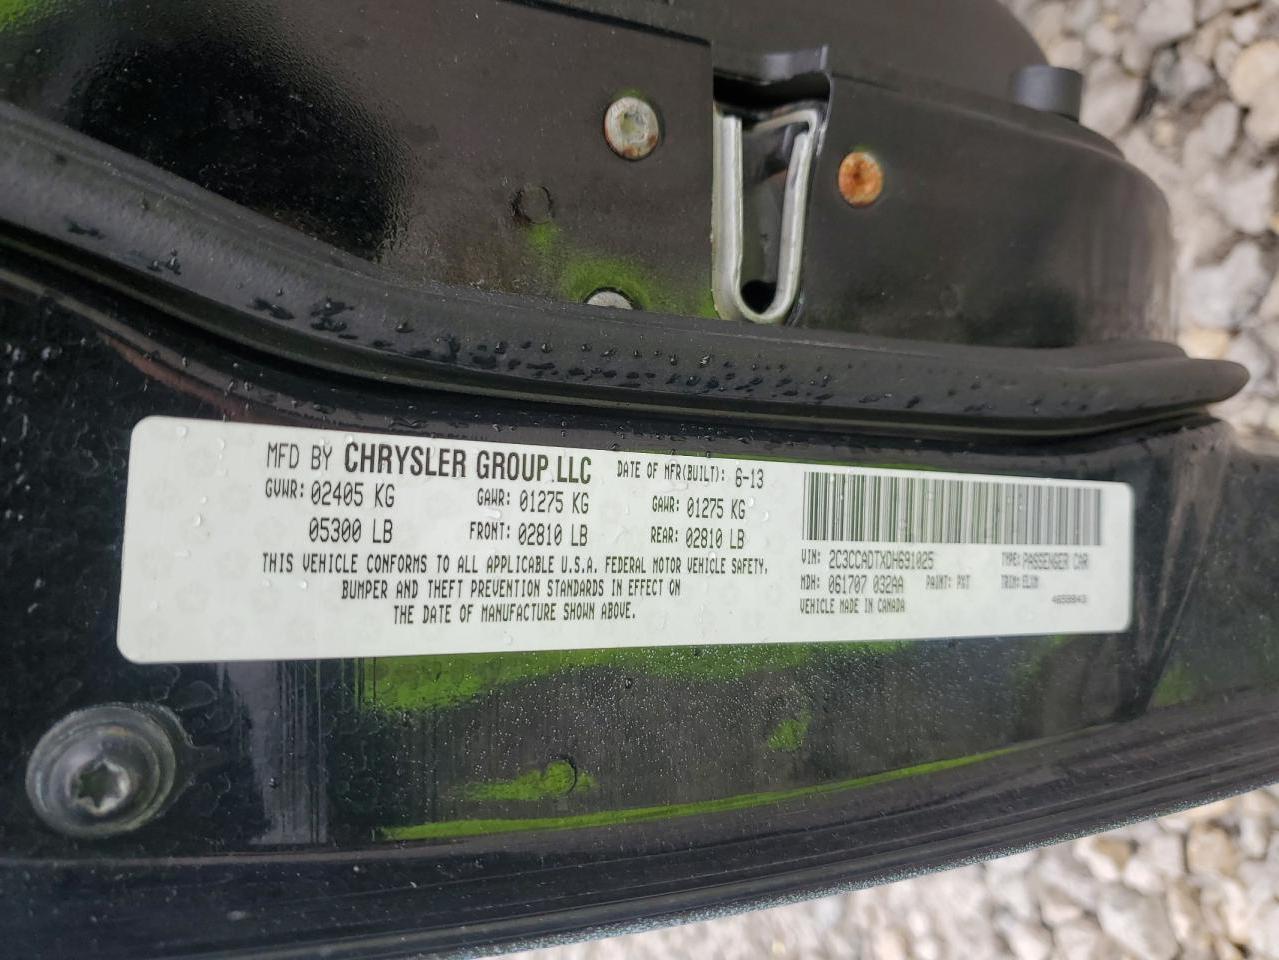 MFD BY CHRYSLER GROUP LLC DATE OF MFR(BUILT): 6-13
GVWR: 02405 KG GAWR: 01275 KG GAWR: 01275 KG
05300 LB FRONT: 02810 LB REAR: 02810 LB
THIS VEHICLE CONFORMS TO ALL APPLICABLE U.S.A. FEDERAL MOTOR VEHICLE SAFETY,
BUMPER AND THEFT PREVENTION STANDARDS IN EFFECT ON
THE DATE OF MANUFACTURE SHOWN ABOVE.
VIN: 2C3CCADTXDH691025 TYPE: PASSENGER CAR
MDH: 061707 032AA PAINT: PXT TRIM: ELXM
VEHICLE MADE IN CANADA